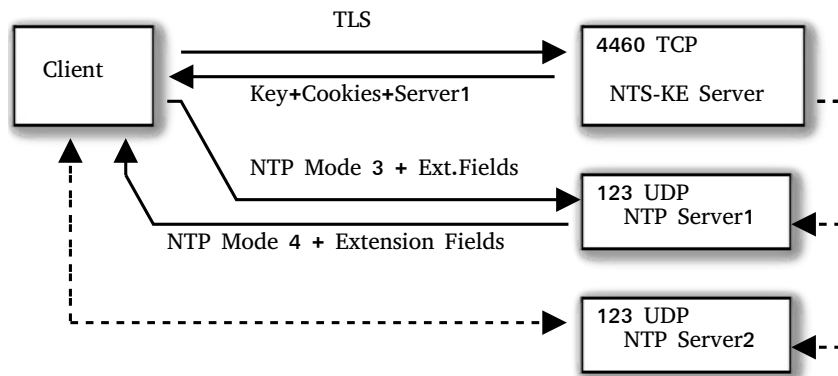 TLS
Client
4460 TCP
NTS-KE Server
Key+Cookies+Server1
NTP Mode 3 + Ext.Fields
123 UDP
NTP Server1
NTP Mode 4 + Extension Fields
123 UDP
NTP Server2